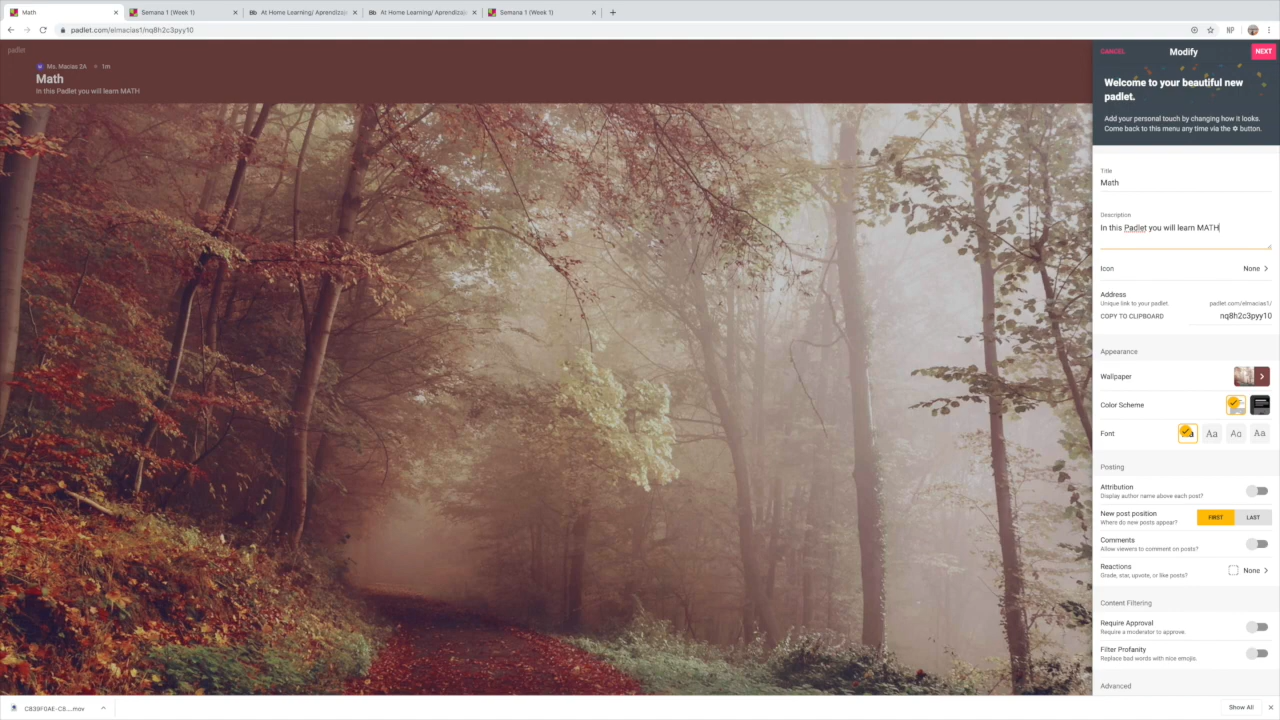 Math
Semana 1 (Week 1)
At Home Learning/ Aprendizaje
At Home Learning/ Aprendizaje
Semana 1 (Week 1)
padlet.com/elmacias1/nq8h2c3pyy10
NP
padlet
Ms. Macias 2A + 1m
Math
In this Padlet you will learn MATH
CANCEL
Modify
NEXT
Welcome to your beautiful new
padlet.
Add your personal touch by changing how it looks.
Come back to this menu any time via the ⚙ button.
Title
Math
Description
In this Padlet you will learn MATH
Icon
None
Address
Unique link to your padlet.
padlet.com/elmacias1/
COPY TO CLIPBOARD
nq8h2c3pyy10
Appearance
Wallpaper
Color Scheme
Font
Aa
Aa
Aa
Posting
Attribution
Display author name above each post?
New post position
Where do new posts appear?
FIRST
LAST
Comments
Allow viewers to comment on posts?
Reactions
Grade, star, upvote, or like posts?
None
Content Filtering
Require Approval
Require a moderator to approve.
Filter Profanity
Replace bad words with nice emojis.
Advanced
C839F0AE-C8....mov
Show All